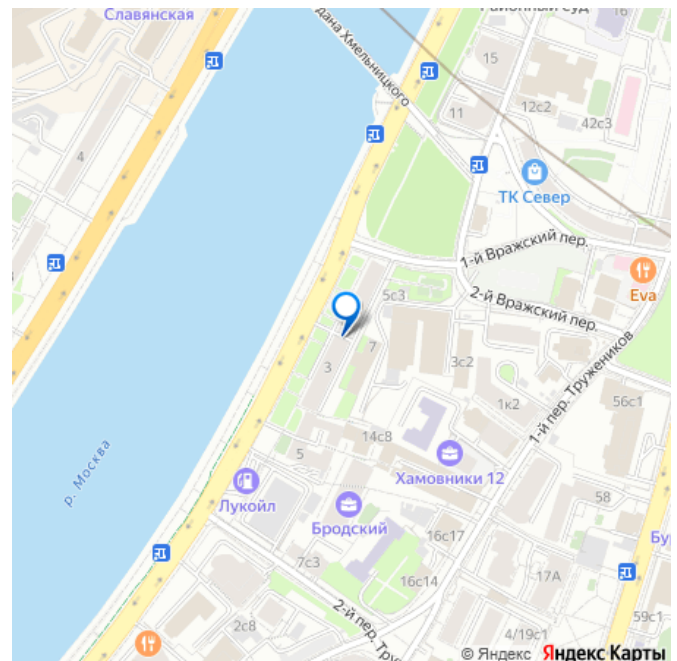 Славянская
Районный Суд
16
дана Хмельницкого
15
11
12с2
42с3
4
ТК Север
1-й Вражский пер.
Eva
5с3
2-й Вражский пер.
7
3с2
3
1-й пер. Тружеников
1к2
56с1
14с8
5
Хамовники 12
р. Москва
Лукойл
58
Бродский
16с17
Бур
7с3
16с14
17А
2-й пер. Тру
2с8
59с1
4/19с1
© Яндекс Яндекс Карты